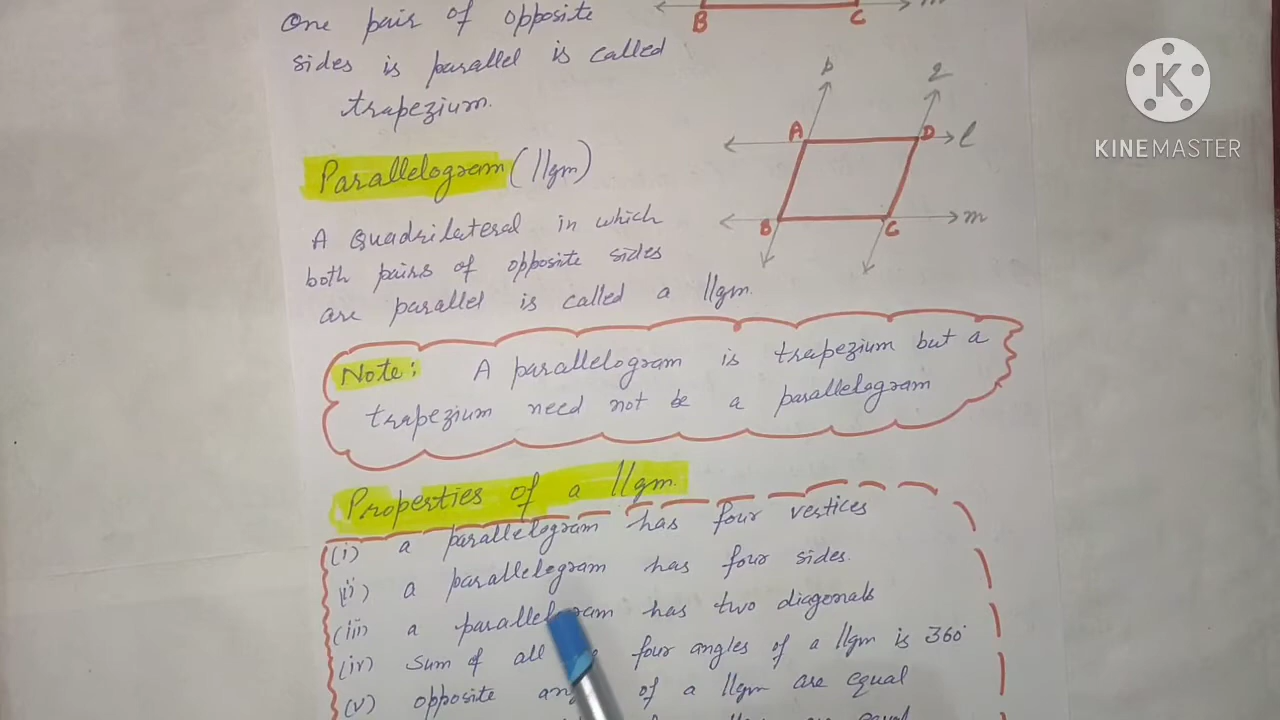 One pair of opposite
sides is parallel is called
trapezium.
B C m
Parallelogram (llgm)
A Quadrilateral in which
both pairs of opposite sides
are parallel is called a llgm.
p q
A D l
B C m
K
KINEMASTER
Note: A parallelogram is trapezium but a
trapezium need not be a parallelogram
Properties of a llgm.
(i) a parallelogram has four vertices
(ii) a parallelogram has four sides.
(iii) a parallelogram has two diagonals
(iv) Sum of all four angles of a llgm is 360°
(v) opposite of a llgm are equal